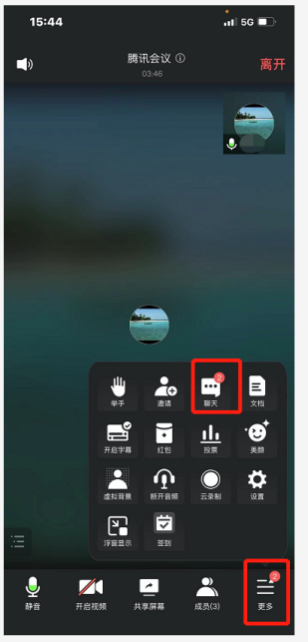 15:44
5G
腾讯会议
离开
03:46
2
举手
邀请
聊天
文档
开启字幕
红包
投票
美颜
虚拟背景
断开音频
云录制
设置
浮窗显示
签到
2
静音
开启视频
共享屏幕
成员(3)
更多